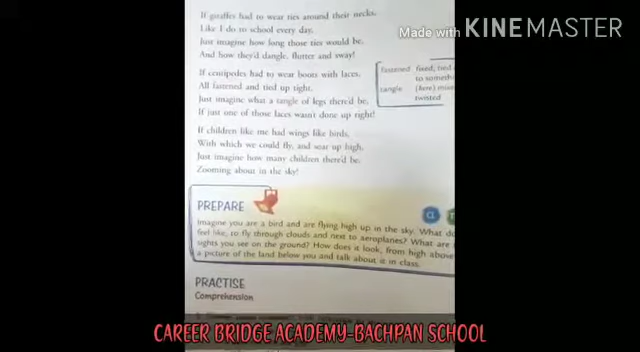 If giraffes had to wear ties around their necks,
Like I do to school every day,
Just imagine how long those ties would be,
And how they'd dangle, flutter and sway!
If centipedes had to wear boots with laces,
All fastened and tied up tight,
Just imagine what a tangle of legs there'd be,
If just one of those laces wasn't done up right!
If children like me had wings like birds,
With which we could fly, and soar up high,
Just imagine how many children there'd be,
Zooming about in the sky!
Made with KINEMASTER
fastened fixed, tied
to someth
tangle (here)
twisted
PREPARE
Imagine you are a bird and are flying high up in the sky. What do
feel like, to fly through clouds and next to aeroplanes? What are
sights you see on the ground? How does it look, from high above
a picture of the land below you and talk about it in class.
PRACTISE
Comprehension
CAREER BRIDGE ACADEMY-BACHPAN SCHOOL